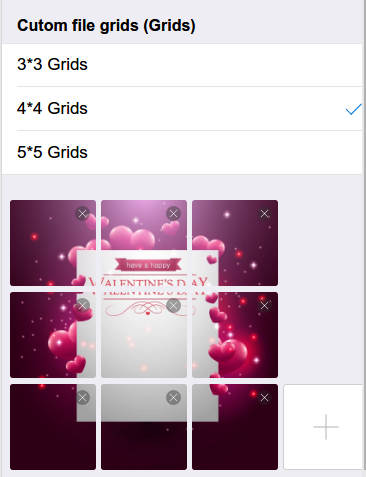 Cutom file grids (Grids)
3*3 Grids
4*4 Grids
5*5 Grids
have a happy
VALENTINE'S DAY